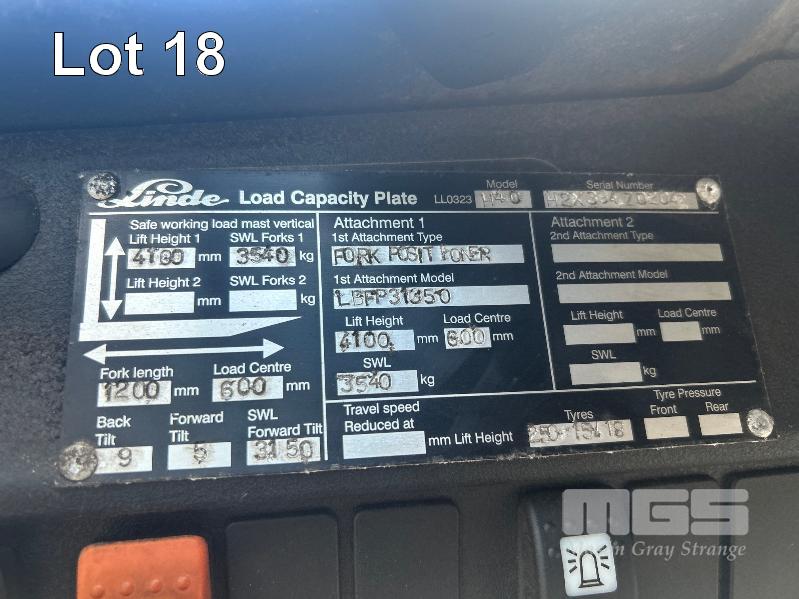 Lot 18
Linde Load Capacity Plate LL0323 Model H40 Serial Number
Safe working load mast vertical
Lift Height 1 SWL Forks 1
4100 mm 3540 kg
Lift Height 2 SWL Forks 2
mm kg
Fork length Load Centre
1200 mm 600 mm
Back Tilt Forward Tilt SWL Forward Tilt
9 5 3150
Attachment 1
1st Attachment Type
FORK POSITIONER
1st Attachment Model
LBFP31350
Lift Height Load Centre
4100 mm 600 mm
SWL
3540 kg
Attachment 2
2nd Attachment Type
2nd Attachment Model
Lift Height Load Centre
mm mm
SWL
kg
Travel speed
Reduced at mm Lift Height
Tyres
Tyre Pressure
Front Rear
MGS
Gray Strange